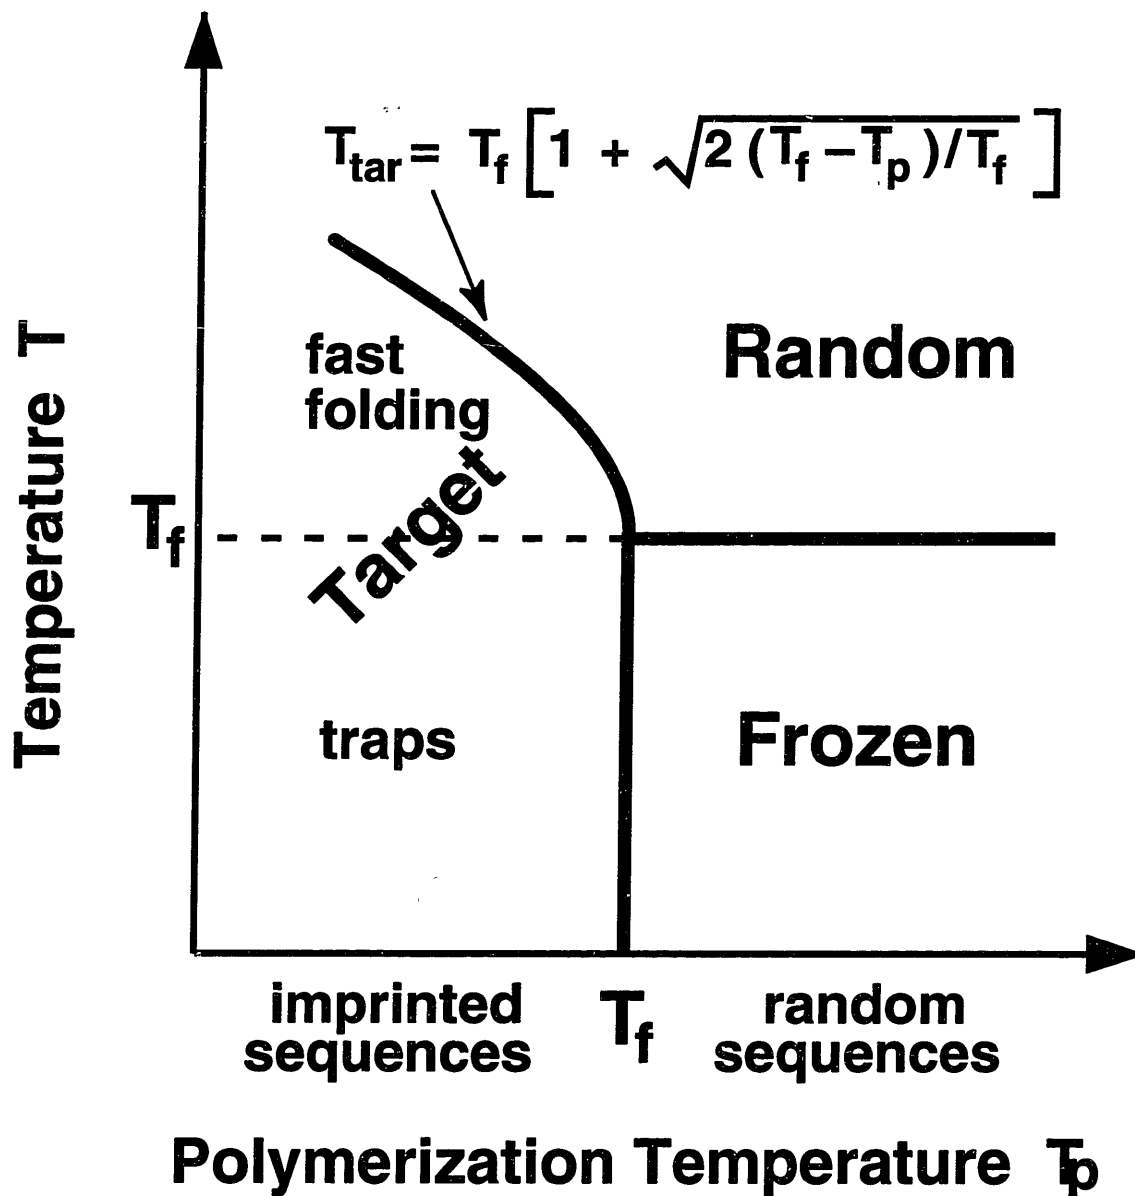 T_tar = T_f [1 + √2 (T_f − T_p)/T_f ]
fast
folding
Random
Target
T_f
traps
Frozen
Temperature T
imprinted
sequences
T_f
random
sequences
Polymerization Temperature T_p